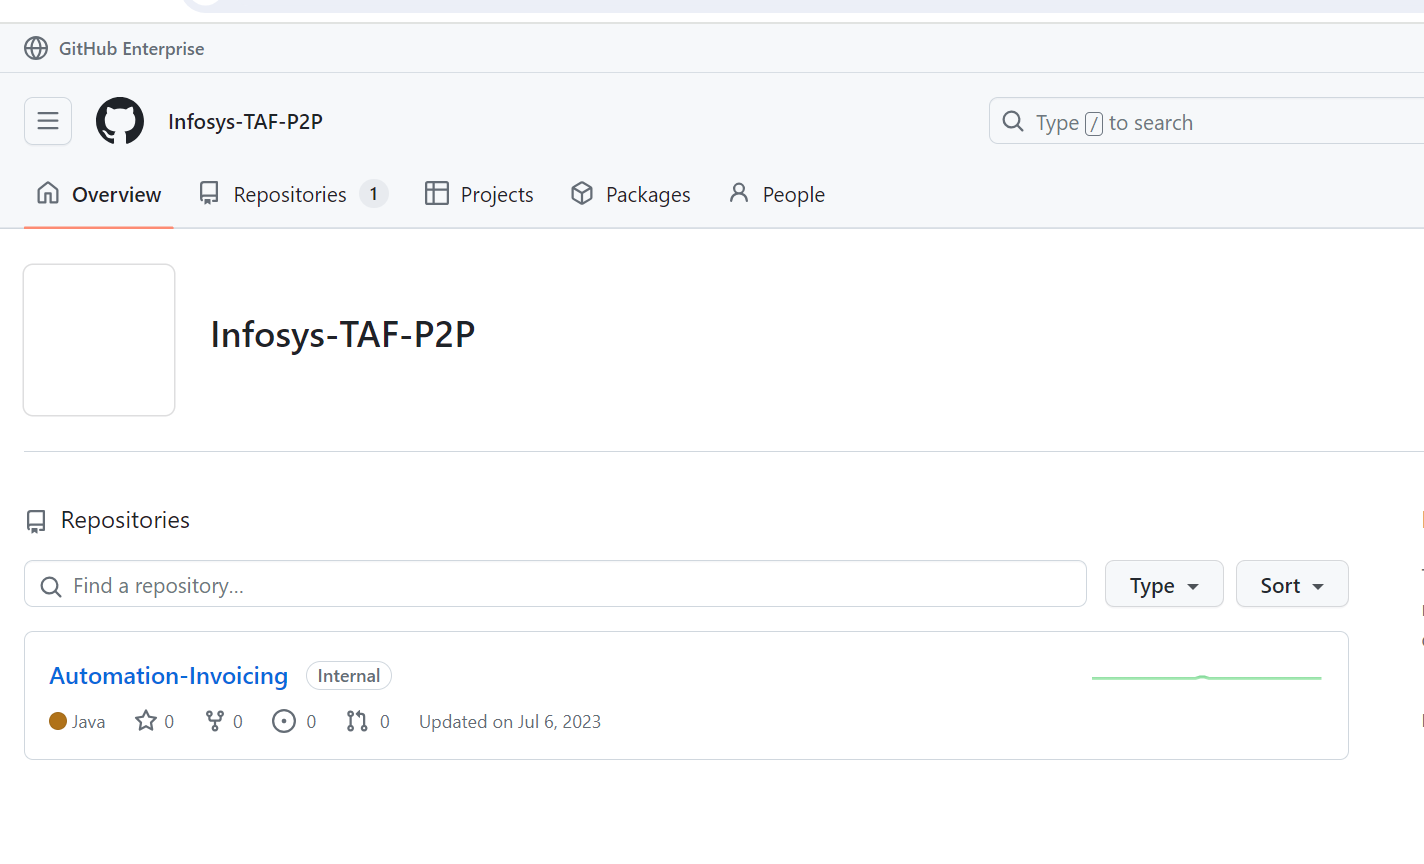 GitHub Enterprise
Infosys-TAF-P2P
Type / to search
Overview Repositories 1 Projects Packages People
Infosys-TAF-P2P
Repositories
Find a repository...
Type Sort
Automation-Invoicing Internal
Java 0 0 0 0 Updated on Jul 6, 2023